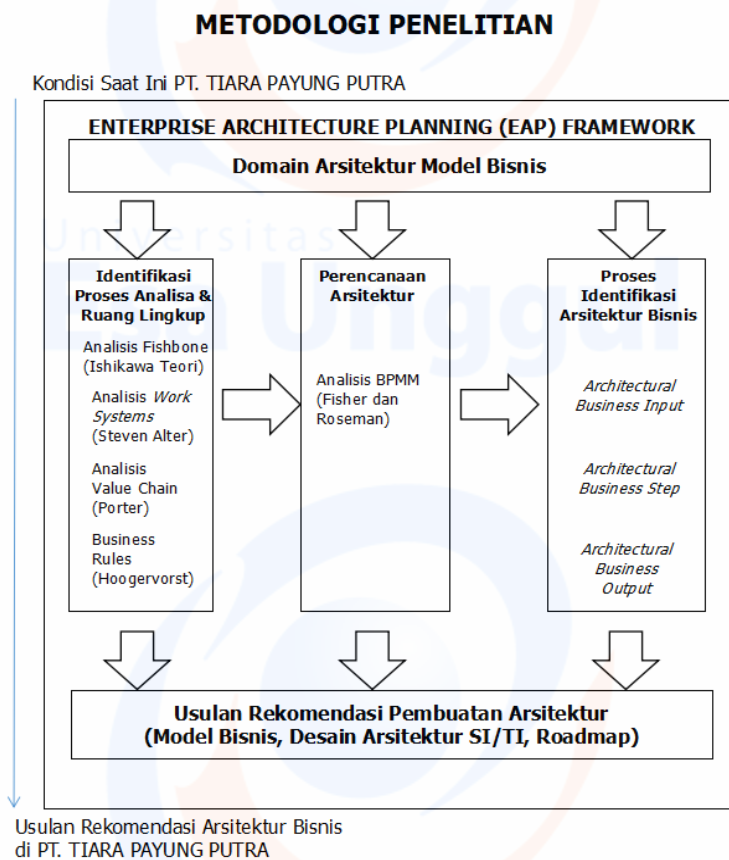 METODOLOGI PENELITIAN
Kondisi Saat Ini PT. TIARA PAYUNG PUTRA
ENTERPRISE ARCHITECTURE PLANNING (EAP) FRAMEWORK
Domain Arsitektur Model Bisnis
Universitas
Esa Unggul
Identifikasi
Proses Analisa &
Ruang Lingkup
Analisis Fishbone
(Ishikawa Teori)
Analisis Work
Systems
(Steven Alter)
Analisis
Value Chain
(Porter)
Business
Rules
(Hoogervorst)
Perencanaan
Arsitektur
Analisis BPMM
(Fisher dan
Roseman)
Proses
Identifikasi
Arsitektur Bisnis
Architectural
Business Input
Architectural
Business Step
Architectural
Business
Output
Usulan Rekomendasi Pembuatan Arsitektur
(Model Bisnis, Desain Arsitektur SI/TI, Roadmap)
Usulan Rekomendasi Arsitektur Bisnis
di PT. TIARA PAYUNG PUTRA